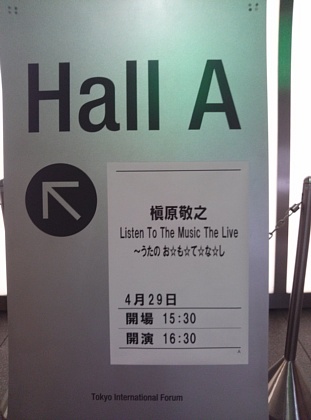 Hall A
槇原敬之
Listen To The Music The Live
～うたの お☆も☆て☆な☆し
4月29日
開場 15:30
開演 16:30
Tokyo International Forum